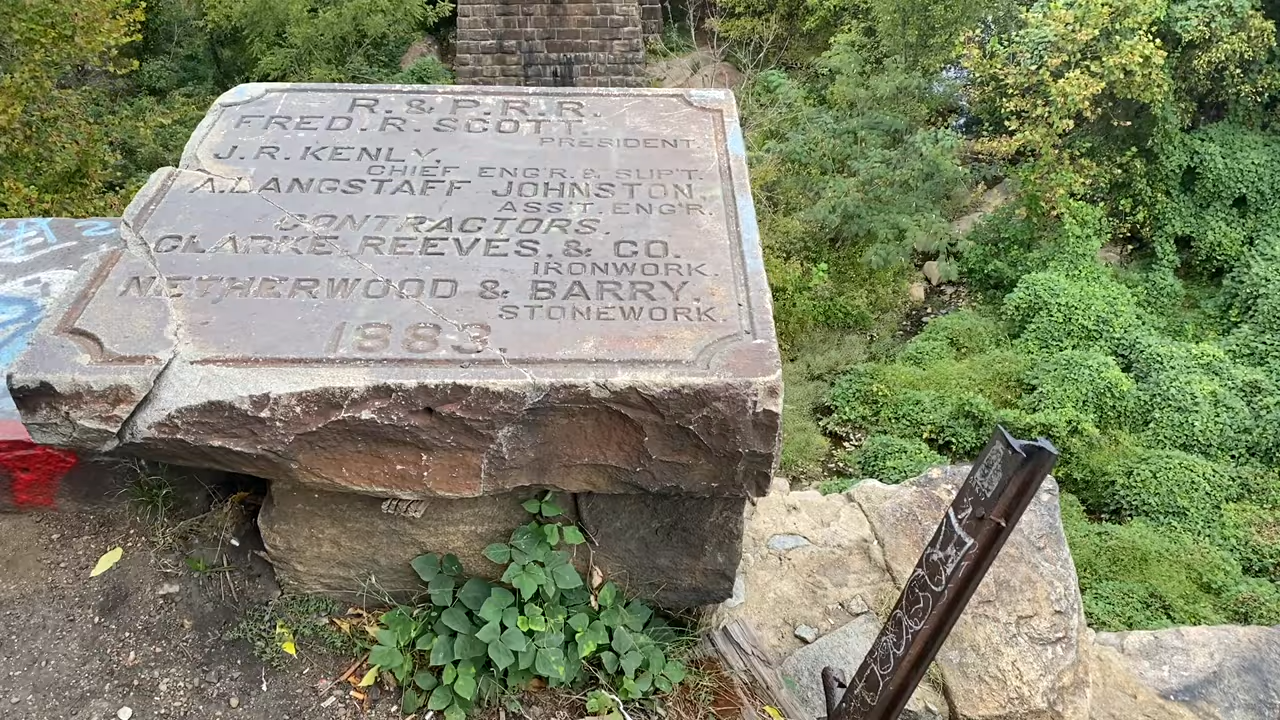 R. & P. R. R.
FRED. R. SCOTT.
PRESIDENT.
J. R. KENLY.
CHIEF ENG'R. & SUP'T.
A. LANGSTAFF JOHNSTON,
ASS'T. ENG'R.
CONTRACTORS.
CLARKE, REEVES, & CO.
IRONWORK.
NETHERWOOD & BARRY,
STONEWORK.
1883.